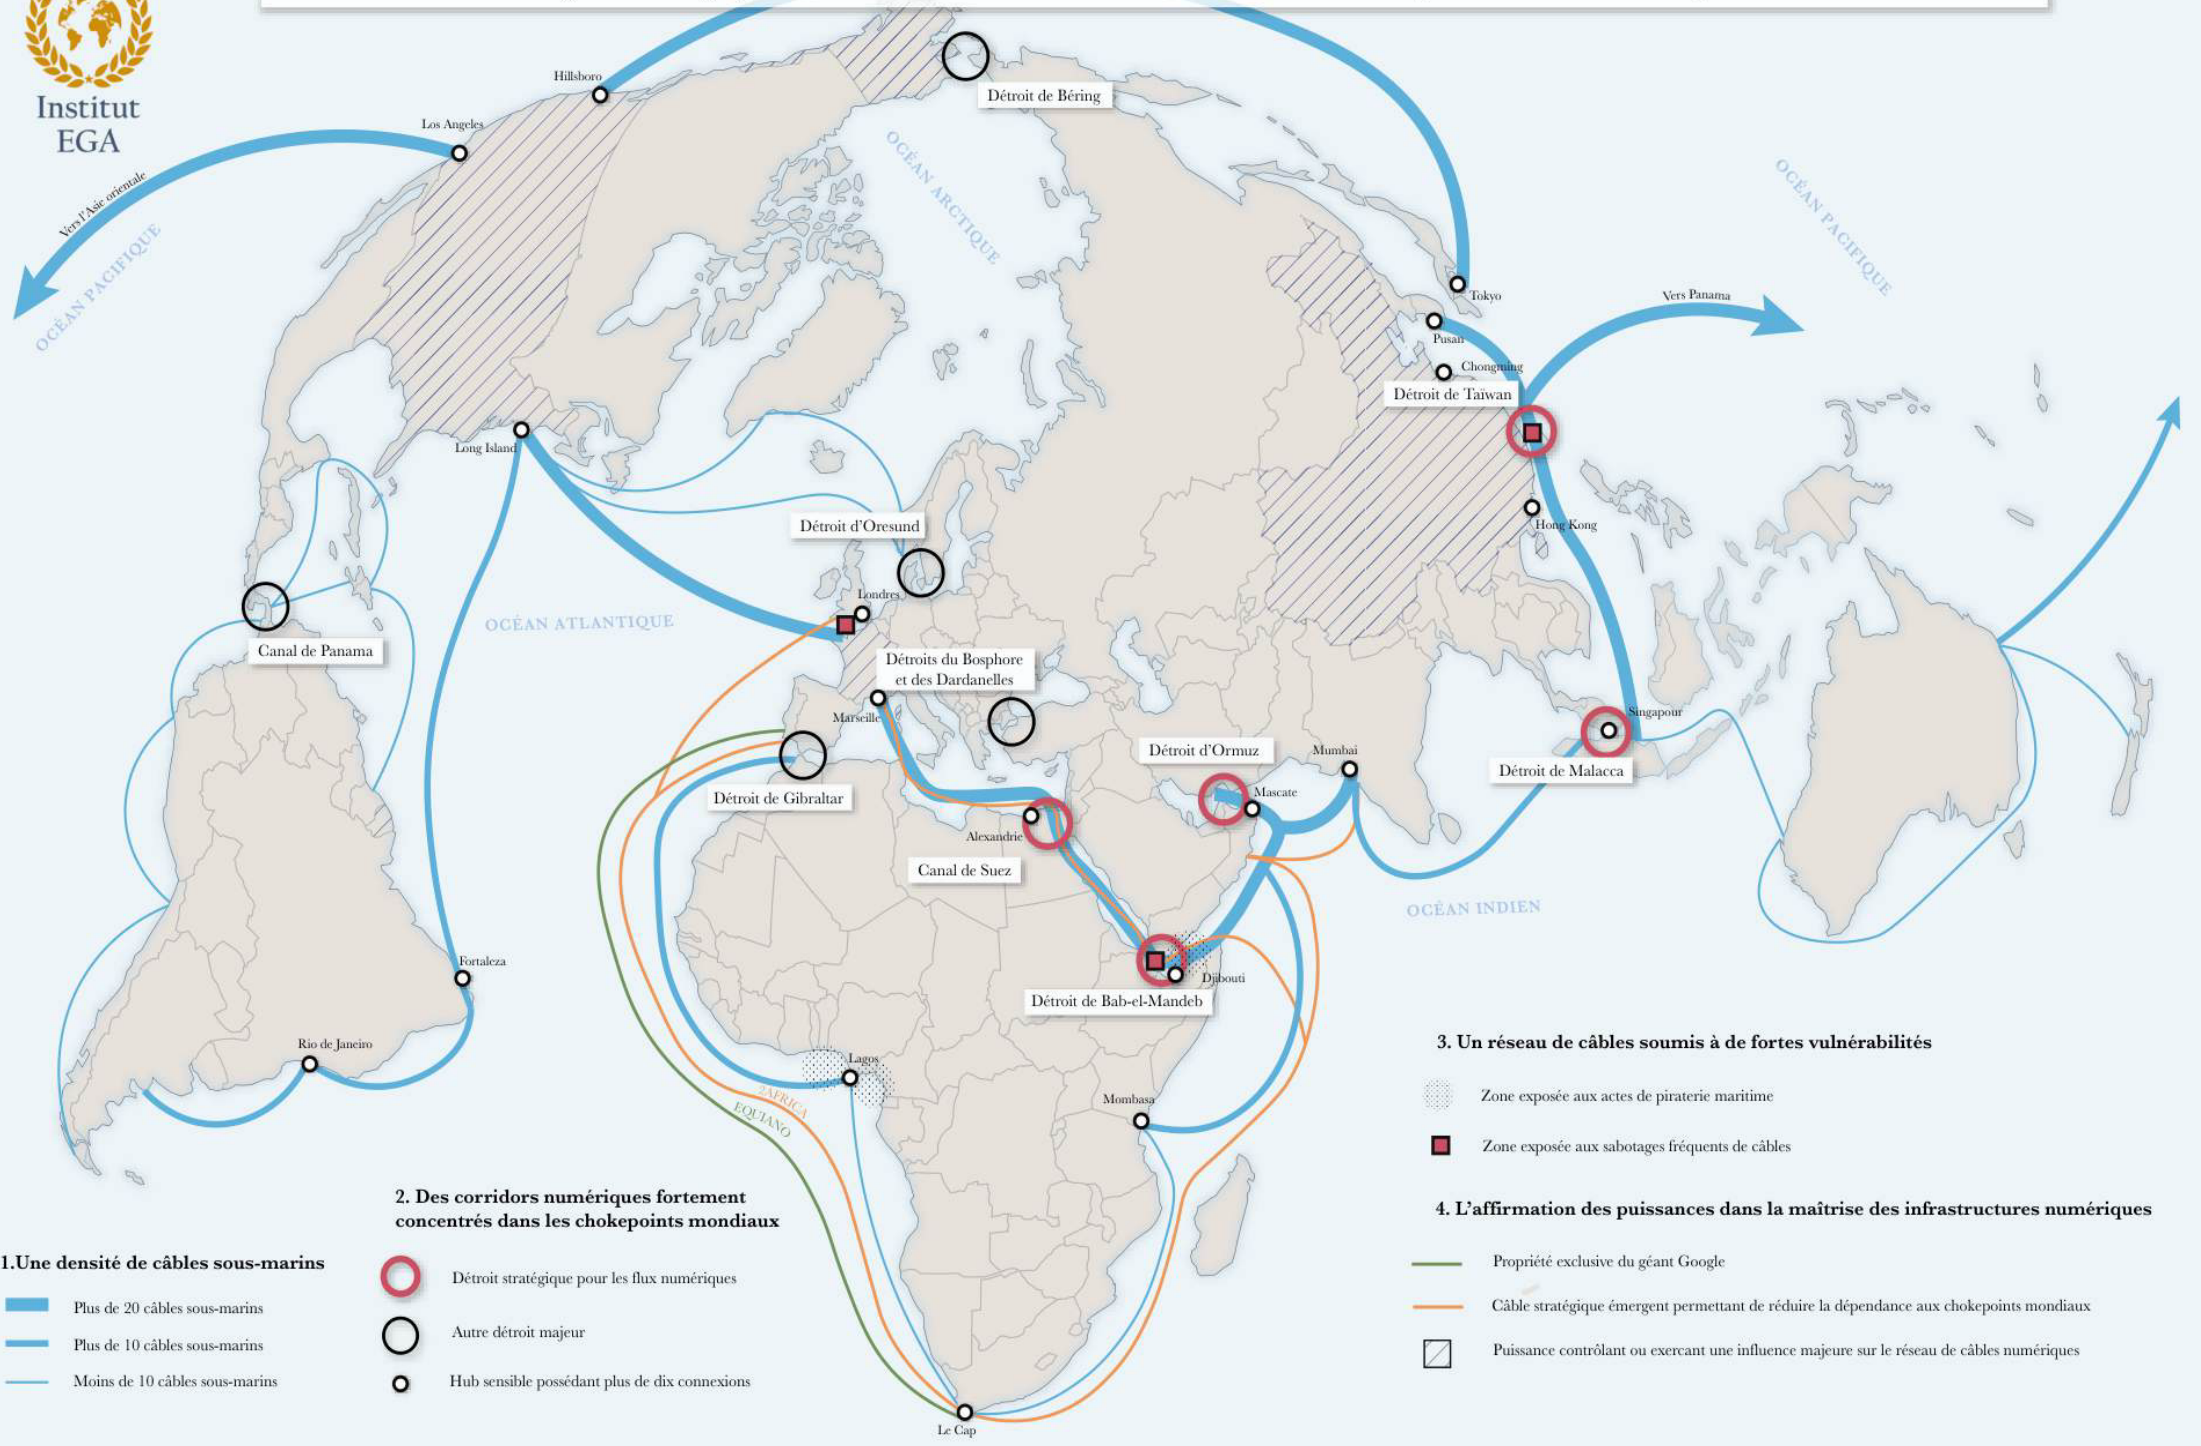 Institut
EGA
Hillsboro
Los Angeles
Détroit de Béring
Vers l'Asie orientale
OCÉAN PACIFIQUE
OCÉAN ARCTIQUE
OCÉAN PACIFIQUE
Tokyo
Vers Panama
Pusan
Chongming
Détroit de Taïwan
Long Island
Détroit d'Oresund
Hong Kong
Londres
OCÉAN ATLANTIQUE
Canal de Panama
Détroits du Bosphore
et des Dardanelles
Marseille
Singapour
Détroit d'Ormuz
Mumbai
Détroit de Malacca
Détroit de Gibraltar
Mascate
Alexandrie
Canal de Suez
OCÉAN INDIEN
Fortaleza
Djibouti
Détroit de Bab-el-Mandeb
Rio de Janeiro
Lagos
2AFRICA
EQUIANO
Mombasa
Le Cap
1.Une densité de câbles sous-marins
Plus de 20 câbles sous-marins
Plus de 10 câbles sous-marins
Moins de 10 câbles sous-marins
2. Des corridors numériques fortement
concentrés dans les chokepoints mondiaux
Détroit stratégique pour les flux numériques
Autre détroit majeur
Hub sensible possédant plus de dix connexions
3. Un réseau de câbles soumis à de fortes vulnérabilités
Zone exposée aux actes de piraterie maritime
Zone exposée aux sabotages fréquents de câbles
4. L'affirmation des puissances dans la maîtrise des infrastructures numériques
Propriété exclusive du géant Google
Câble stratégique émergent permettant de réduire la dépendance aux chokepoints mondiaux
Puissance contrôlant ou exercant une influence majeure sur le réseau de câbles numériques